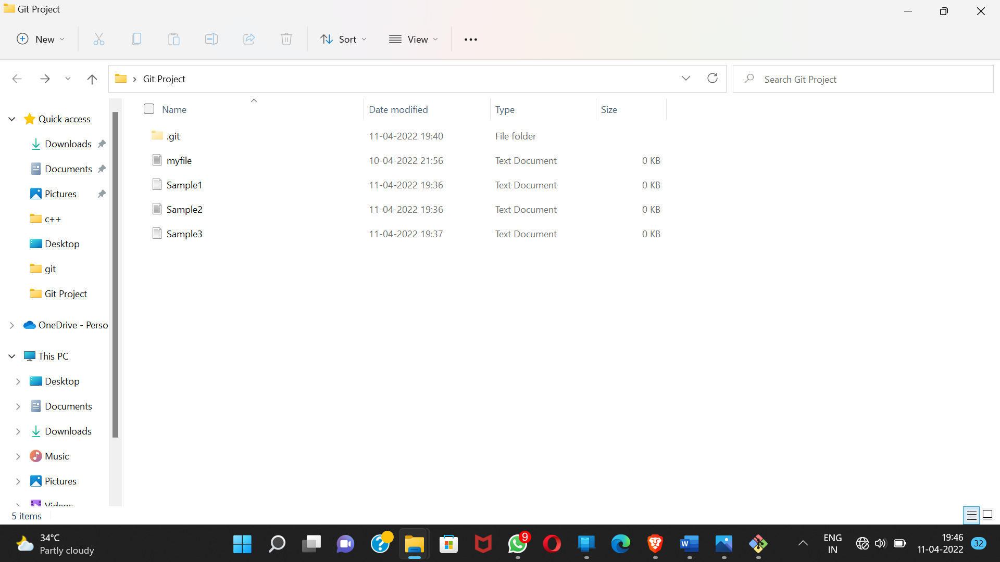 Git Project
New
Sort
View
Git Project
Search Git Project
Name
Date modified
Type
Size
Quick access
Downloads
Documents
Pictures
c++
Desktop
git
Git Project
OneDrive - Perso
This PC
Desktop
Documents
Downloads
Music
Pictures
Videos
.git 11-04-2022 19:40 File folder
myfile 10-04-2022 21:56 Text Document 0 KB
Sample1 11-04-2022 19:36 Text Document 0 KB
Sample2 11-04-2022 19:36 Text Document 0 KB
Sample3 11-04-2022 19:37 Text Document 0 KB
5 items
34°C
Partly cloudy
?
9
W
ENG
IN
19:46
11-04-2022
32